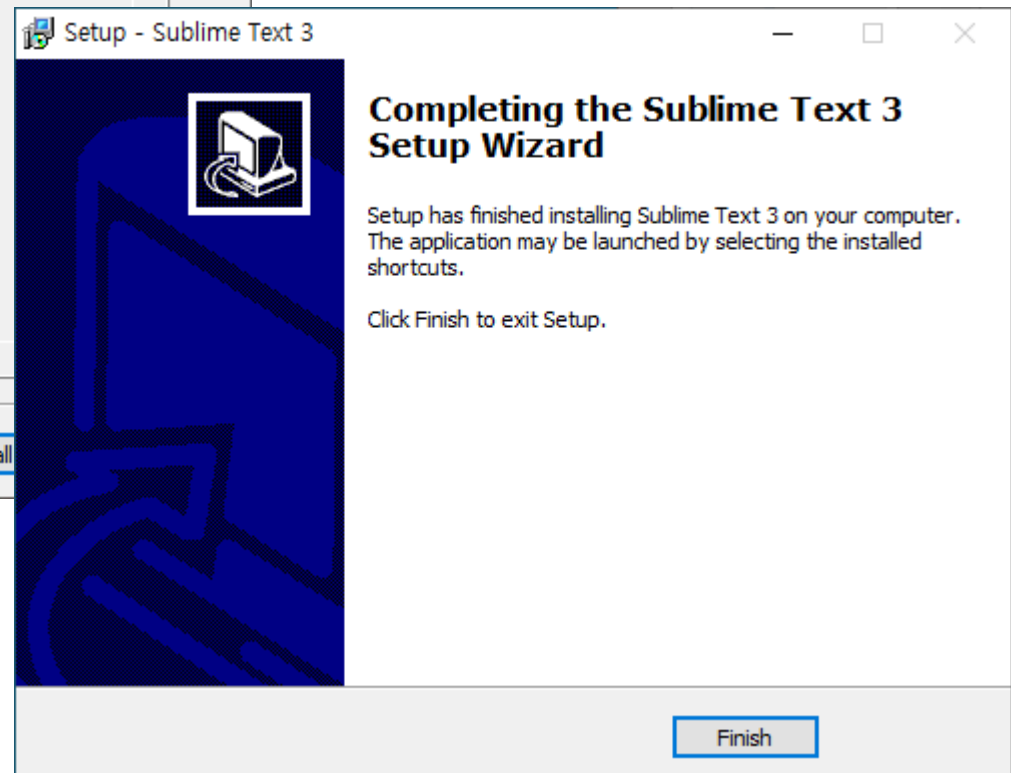 Setup - Sublime Text 3
Completing the Sublime Text 3
Setup Wizard
Setup has finished installing Sublime Text 3 on your computer.
The application may be launched by selecting the installed
shortcuts.
Click Finish to exit Setup.
all
Finish